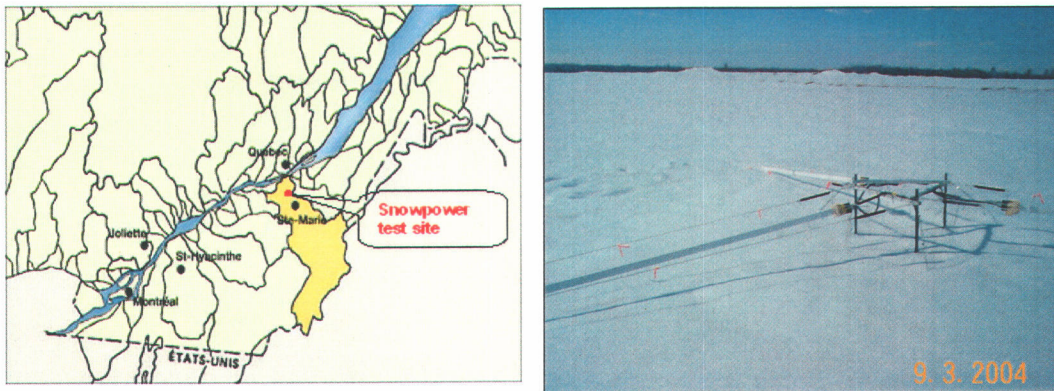 Québec
Ste-Marie
Snowpower
test site
Joliette
St-Hyacinthe
Montréal
ÉTATS-UNIS
9. 3. 2004